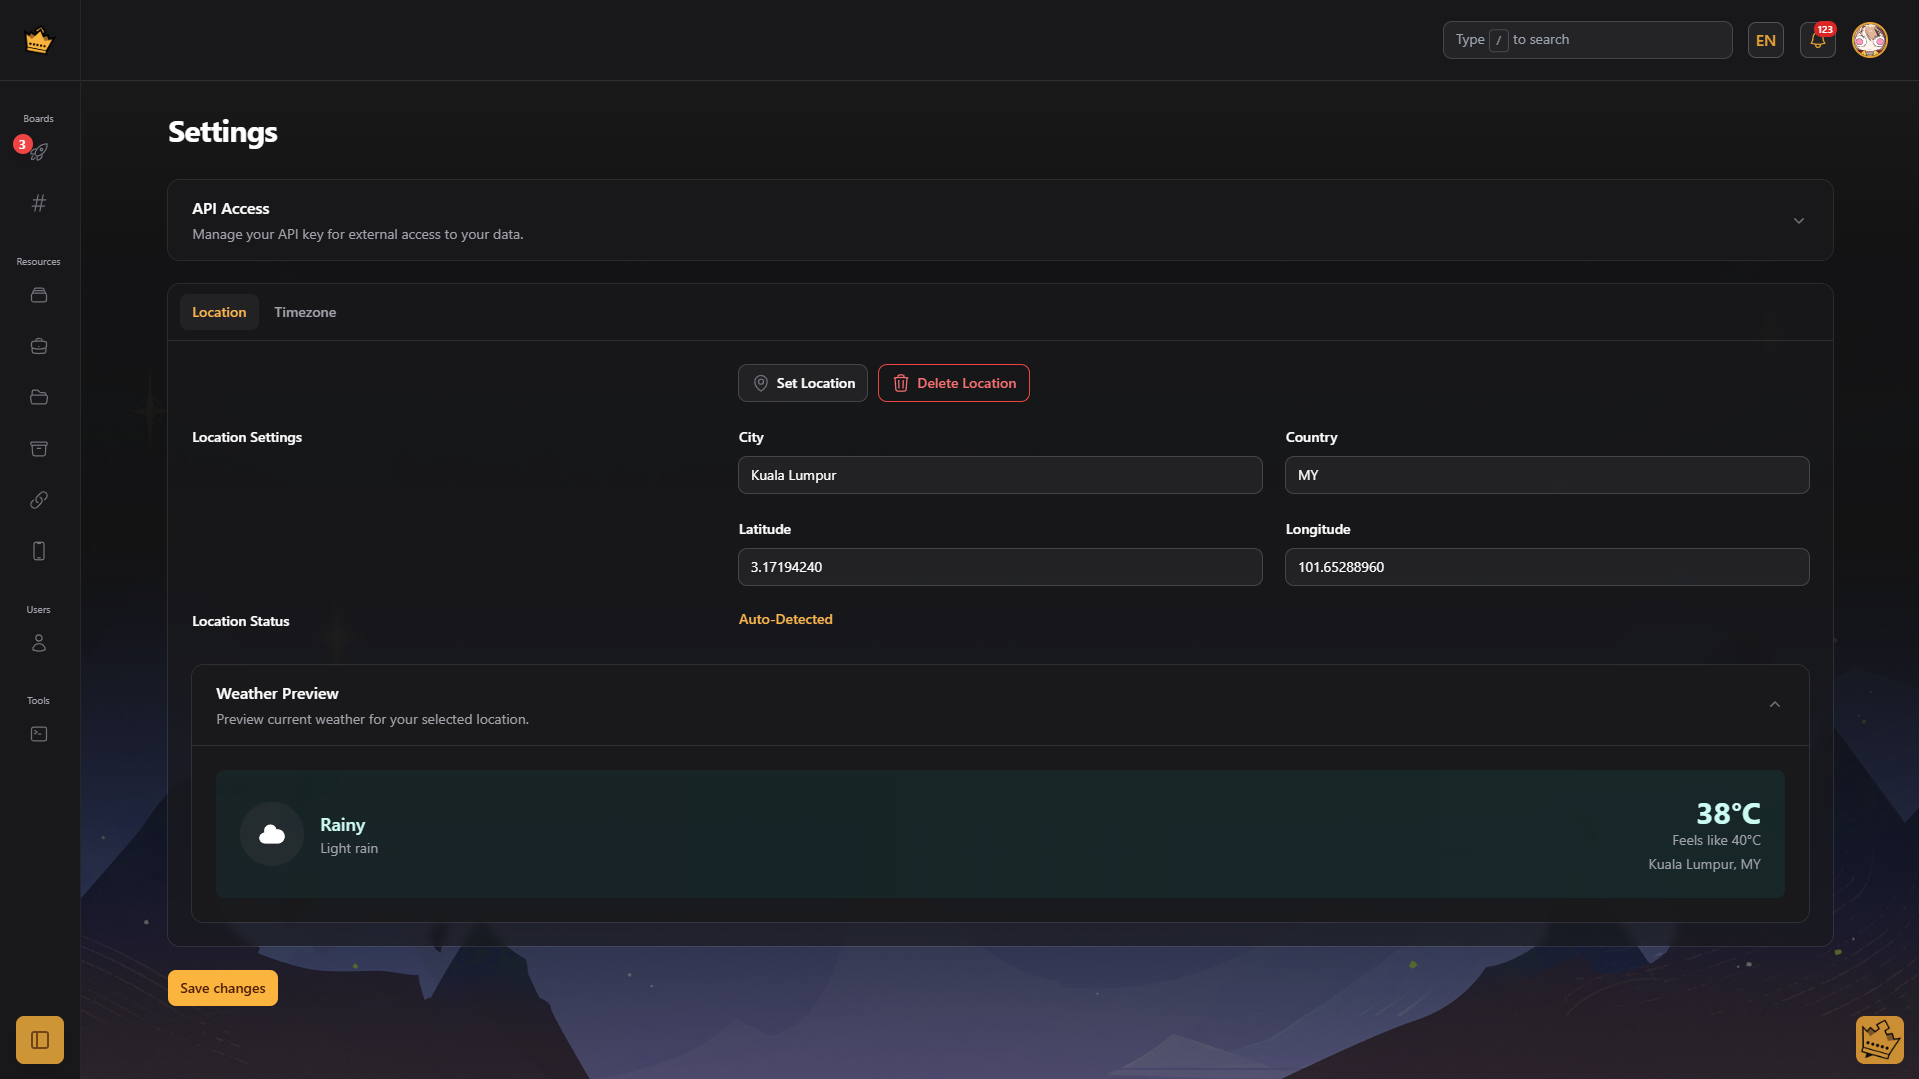 Type / to search
EN
123
Boards
3
Resources
Users
Tools
Settings
API Access
Manage your API key for external access to your data.
Location
Timezone
Set Location
Delete Location
Location Settings
City
Country
Kuala Lumpur
MY
Latitude
Longitude
3.17194240
101.65288960
Location Status
Auto-Detected
Weather Preview
Preview current weather for your selected location.
Rainy
Light rain
38°C
Feels like 40°C
Kuala Lumpur, MY
Save changes